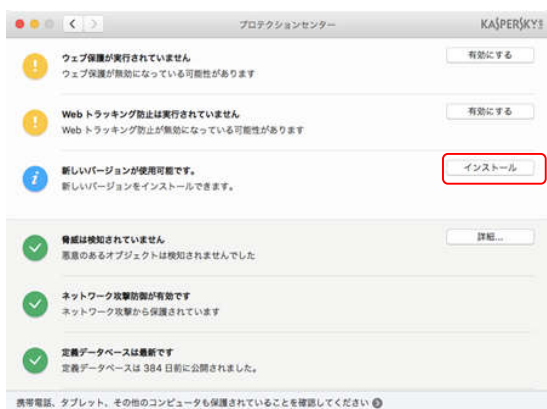 プロテクションセンター
KASPERSKY
ウェブ保護が実行されていません
ウェブ保護が無効になっている可能性があります
有効にする
Web トラッキング防止は実行されていません
Web トラッキング防止が無効になっている可能性があります
有効にする
新しいバージョンが使用可能です。
新しいバージョンをインストールできます。
インストール
脅威は検知されていません
悪意のあるオブジェクトは検知されませんでした
詳細...
ネットワーク攻撃防御が有効です
ネットワーク攻撃から保護されています
定義データベースは最新です
定義データベースは 384 日前に公開されました。
携帯電話、タブレット、その他のコンピュータも保護されていることを確認してください